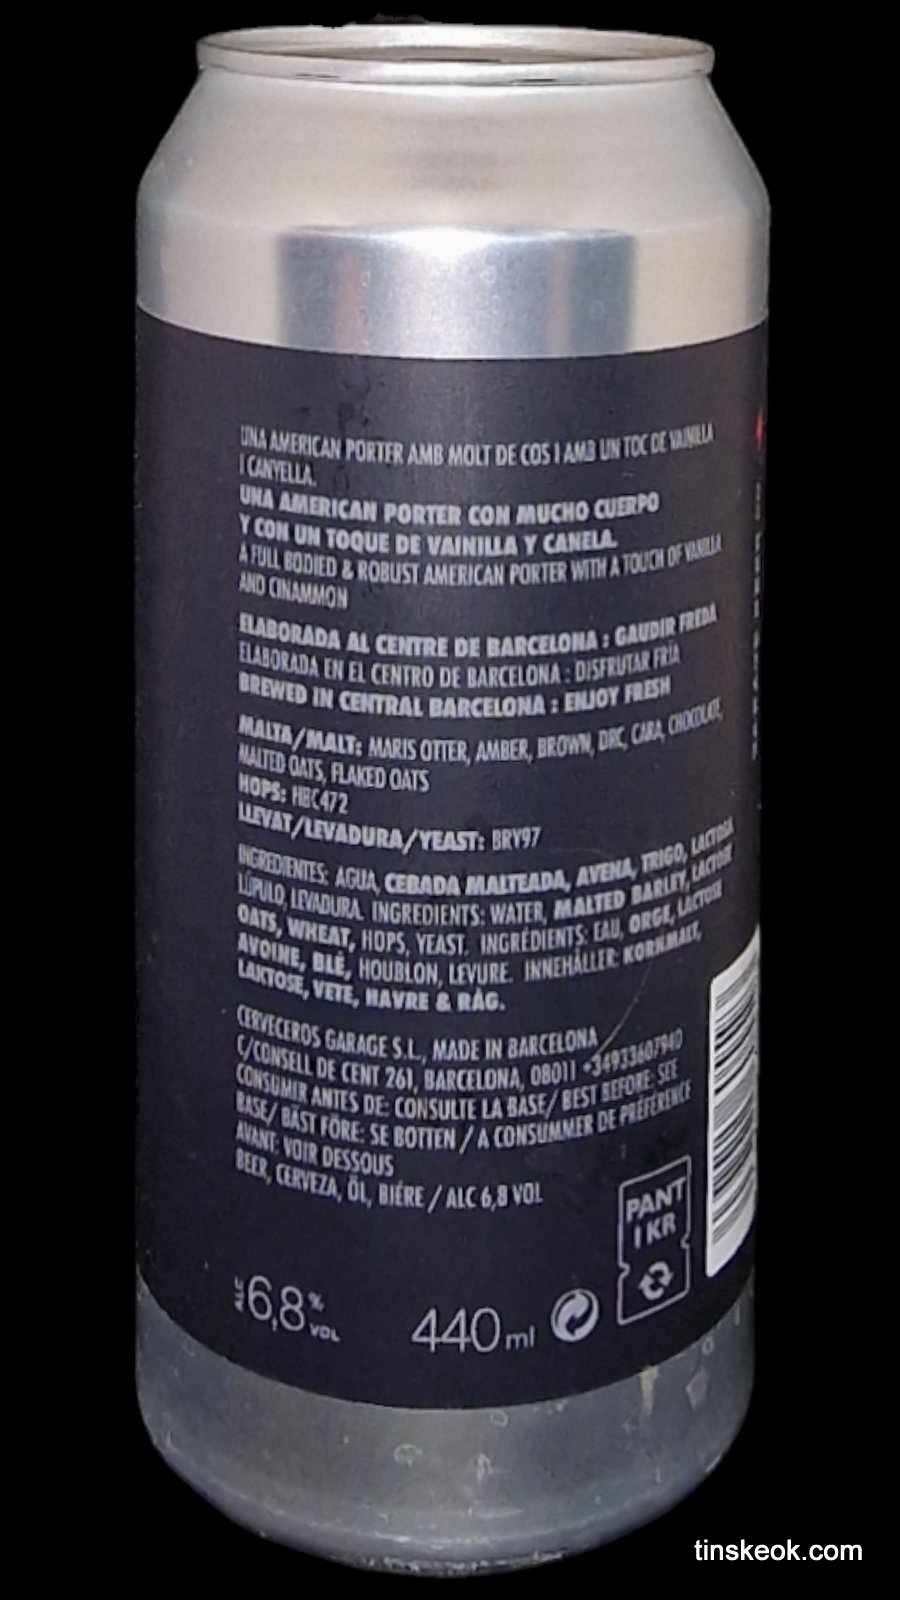 UNA AMERICAN PORTER AMB MOLT DE COS I AMB UN TOC DE VAINILLA
I CANYELLA.
UNA AMERICAN PORTER CON MUCHO CUERPO
Y CON UN TOQUE DE VAINILLA Y CANELA.
A FULL BODIED & ROBUST AMERICAN PORTER WITH A TOUCH OF VANILLA
AND CINAMMON
ELABORADA AL CENTRE DE BARCELONA : GAUDIR FREDA
ELABORADA EN EL CENTRO DE BARCELONA : DISFRUTAR FRÍA
BREWED IN CENTRAL BARCELONA : ENJOY FRESH
MALTA/MALT: MARIS OTTER, AMBER, BROWN, DRC, CARA, CHOCOLATE,
MALTED OATS, FLAKED OATS
HOPS: HBC472
LLEVAT/LEVADURA/YEAST: BRY97
INGREDIENTES: AGUA, CEBADA MALTEADA, AVENA, TRIGO, LACTOSA
LÚPULO, LEVADURA. INGREDIENTS: WATER, MALTED BARLEY, LACTOSE
OATS, WHEAT, HOPS, YEAST. INGRÉDIENTS: EAU, ORGE, LACTOSE
AVOINE, BLÉ, HOUBLON, LEVURE. INNEHÅLLER: KORNMALT,
LAKTOSE, VETE, HAVRE & RÅG.
CERVECEROS GARAGE S.L., MADE IN BARCELONA
C/CONSELL DE CENT 261, BARCELONA, 08011 +34933607940
CONSUMIR ANTES DE: CONSULTE LA BASE/ BEST BEFORE: SEE
BASE/ BÄST FÖRE: SE BOTTEN / A CONSUMMER DE PRÉFÉRENCE
AVANT: VOIR DESSOUS
BEER, CERVEZA, ÖL, BIÉRE / ALC 6,8 VOL
PANT
1 KR
ALC 6,8 % VOL
440 ml
tinskeok.com